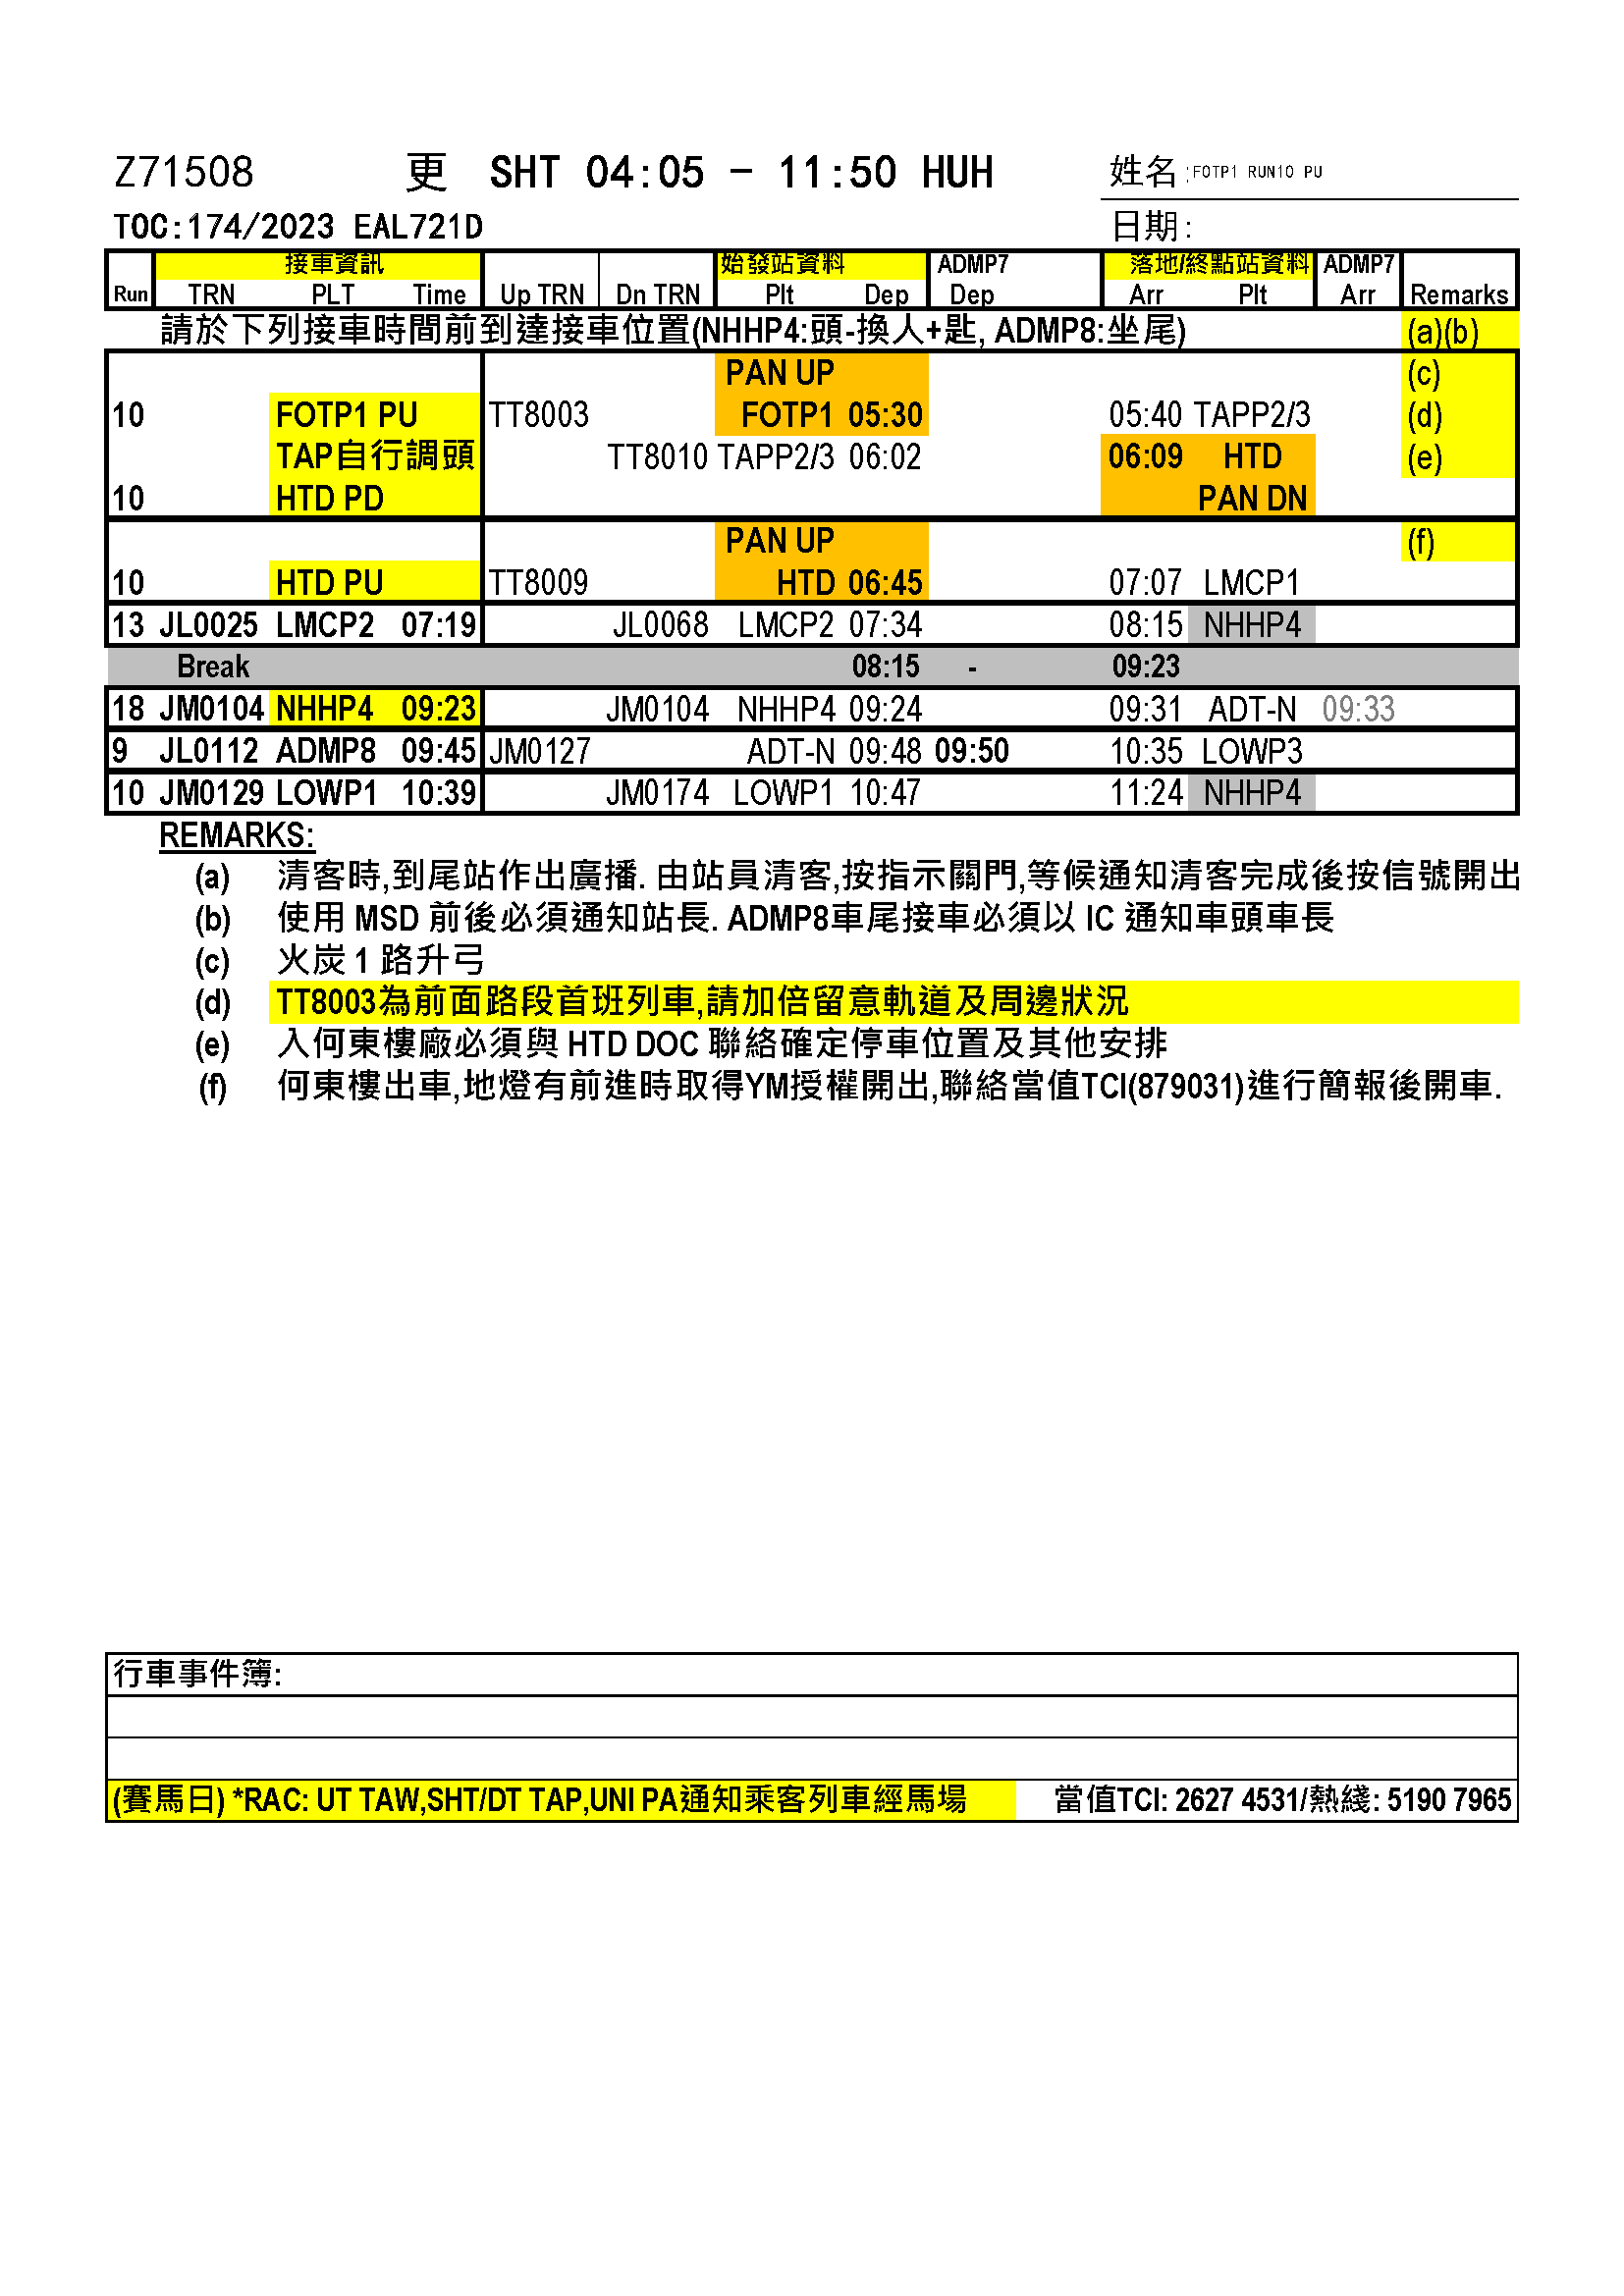 Z71508 更 SHT 04:05 - 11:50 HUH 姓名:FOTP1 RUN10 PU
TOC:174/2023 EAL721D 日期:
接車資訊 始發站資料 ADMP7 落地/終點站資料 ADMP7
Run TRN PLT Time Up TRN Dn TRN Plt Dep Dep Arr Plt Arr Remarks
請於下列接車時間前到達接車位置(NHHP4:頭-換人+匙, ADMP8:坐尾) (a)(b)
PAN UP (c)
10 FOTP1 PU TT8003 FOTP1 05:30 05:40 TAPP2/3 (d)
TAP自行調頭 TT8010 TAPP2/3 06:02 06:09 HTD (e)
10 HTD PD PAN DN
PAN UP (f)
10 HTD PU TT8009 HTD 06:45 07:07 LMCP1
13 JL0025 LMCP2 07:19 JL0068 LMCP2 07:34 08:15 NHHP4
Break 08:15 - 09:23
18 JM0104 NHHP4 09:23 JM0104 NHHP4 09:24 09:31 ADT-N 09:33
9 JL0112 ADMP8 09:45 JM0127 ADT-N 09:48 09:50 10:35 LOWP3
10 JM0129 LOWP1 10:39 JM0174 LOWP1 10:47 11:24 NHHP4
REMARKS:
(a) 清客時,到尾站作出廣播. 由站員清客,按指示關門,等候通知清客完成後按信號開出
(b) 使用 MSD 前後必須通知站長. ADMP8車尾接車必須以 IC 通知車頭車長
(c) 火炭 1 路升弓
(d) TT8003為前面路段首班列車,請加倍留意軌道及周邊狀況
(e) 入何東樓廠必須與 HTD DOC 聯絡確定停車位置及其他安排
(f) 何東樓出車,地燈有前進時取得YM授權開出,聯絡當值TCI(879031)進行簡報後開車.
行車事件簿:
(賽馬日) *RAC: UT TAW,SHT/DT TAP,UNI PA通知乘客列車經馬場 當值TCI: 2627 4531/熱綫: 5190 7965